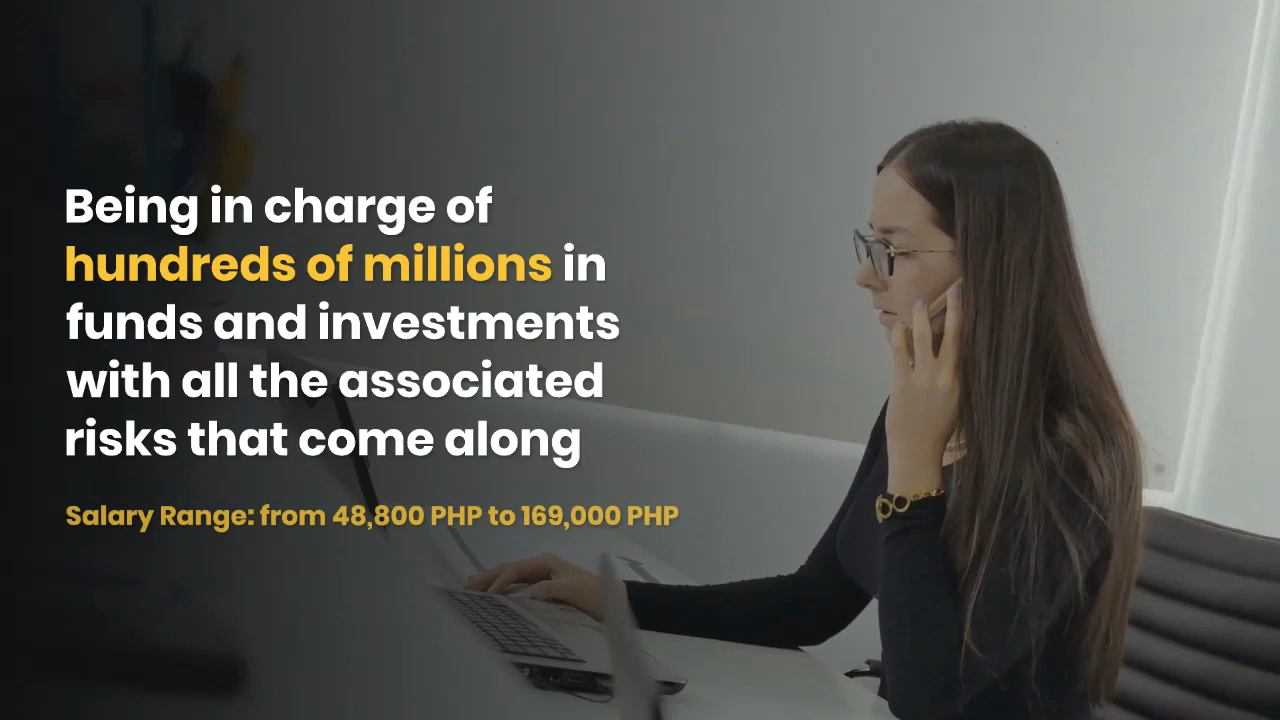 Being in charge of
hundreds of millions in
funds and investments
with all the associated
risks that come along
Salary Range: from 48,800 PHP to 169,000 PHP